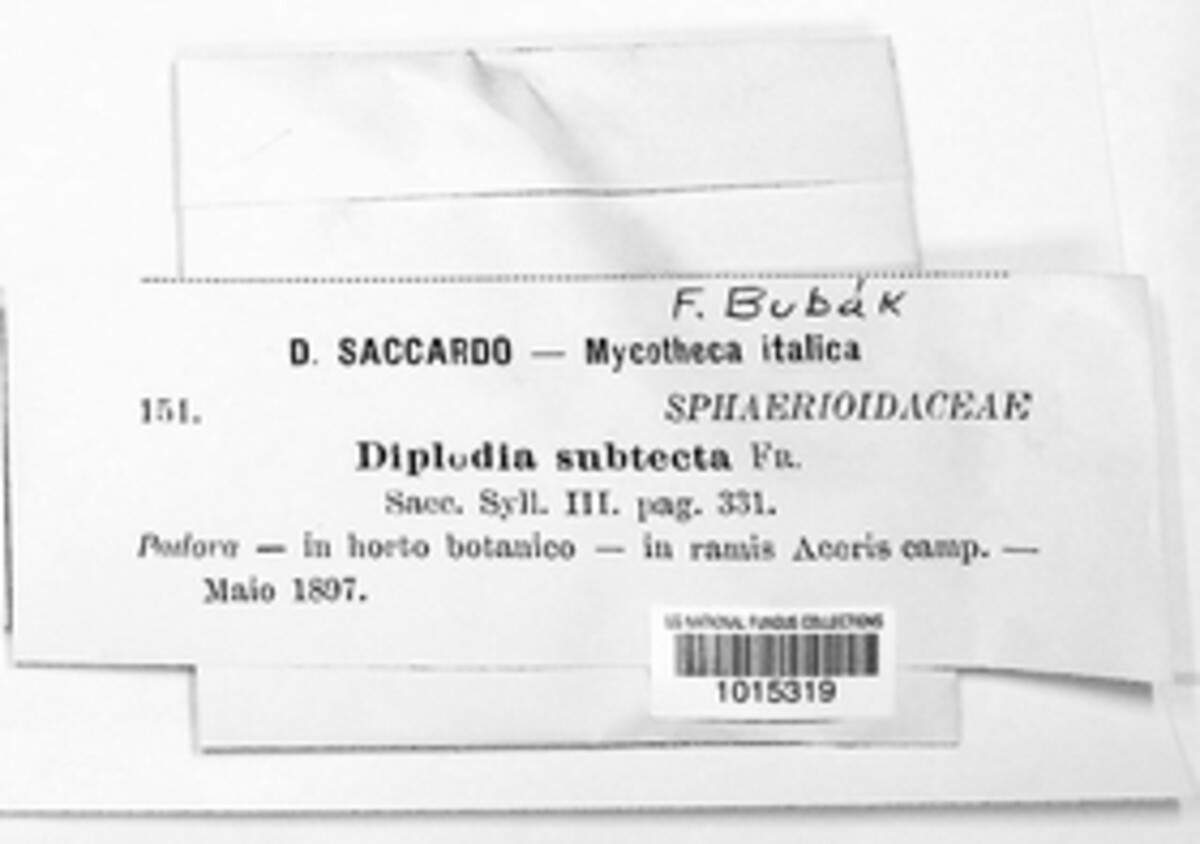 F. Bubák
D. SACCARDO — Mycotheca italica
151. SPHAERIOIDACEAE
Diplodia subtecta Fr.
Sacc. Syll. III. pag. 331.
Padova — in horto botanico — in ramis Aceris camp. —
Maio 1897.
US NATIONAL FUNGUS COLLECTIONS
1015319